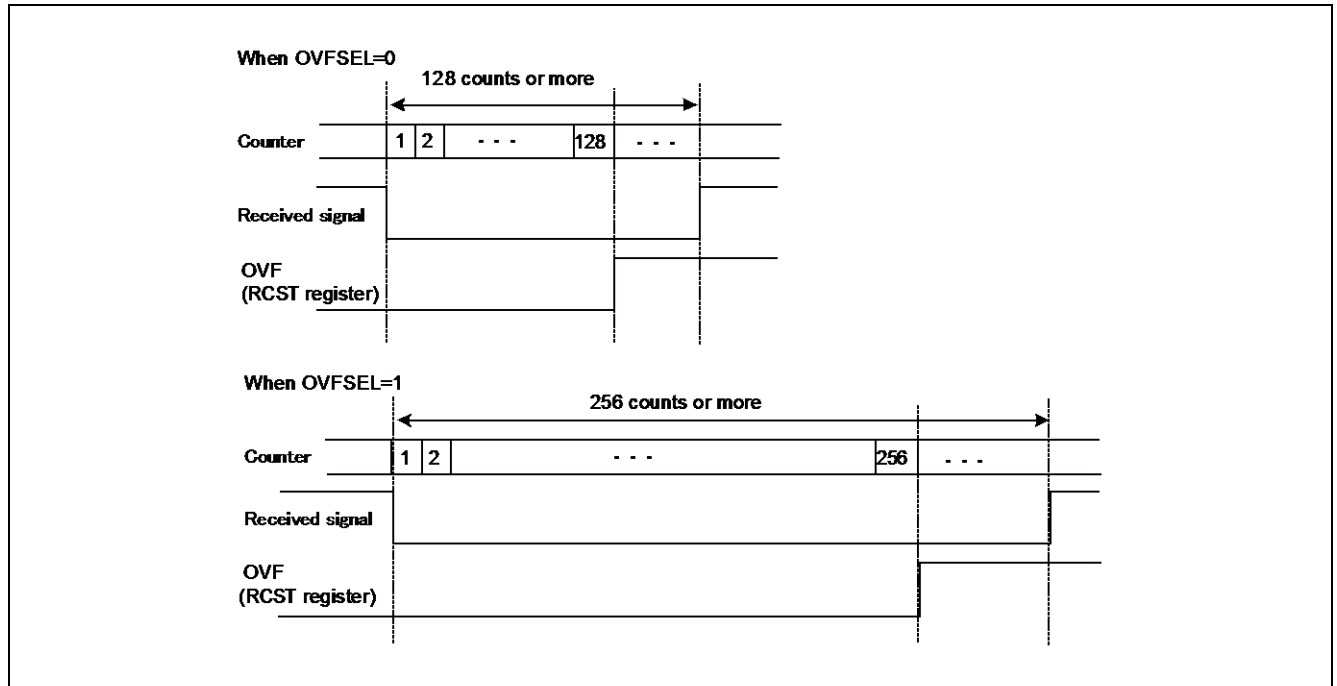 When OVFSEL=0
128 counts or more
Counter 1 2 - - - 128 - - -
Received signal
OVF
(RCST register)
When OVFSEL=1
256 counts or more
Counter 1 2 - - - 256 - - -
Received signal
OVF
(RCST register)